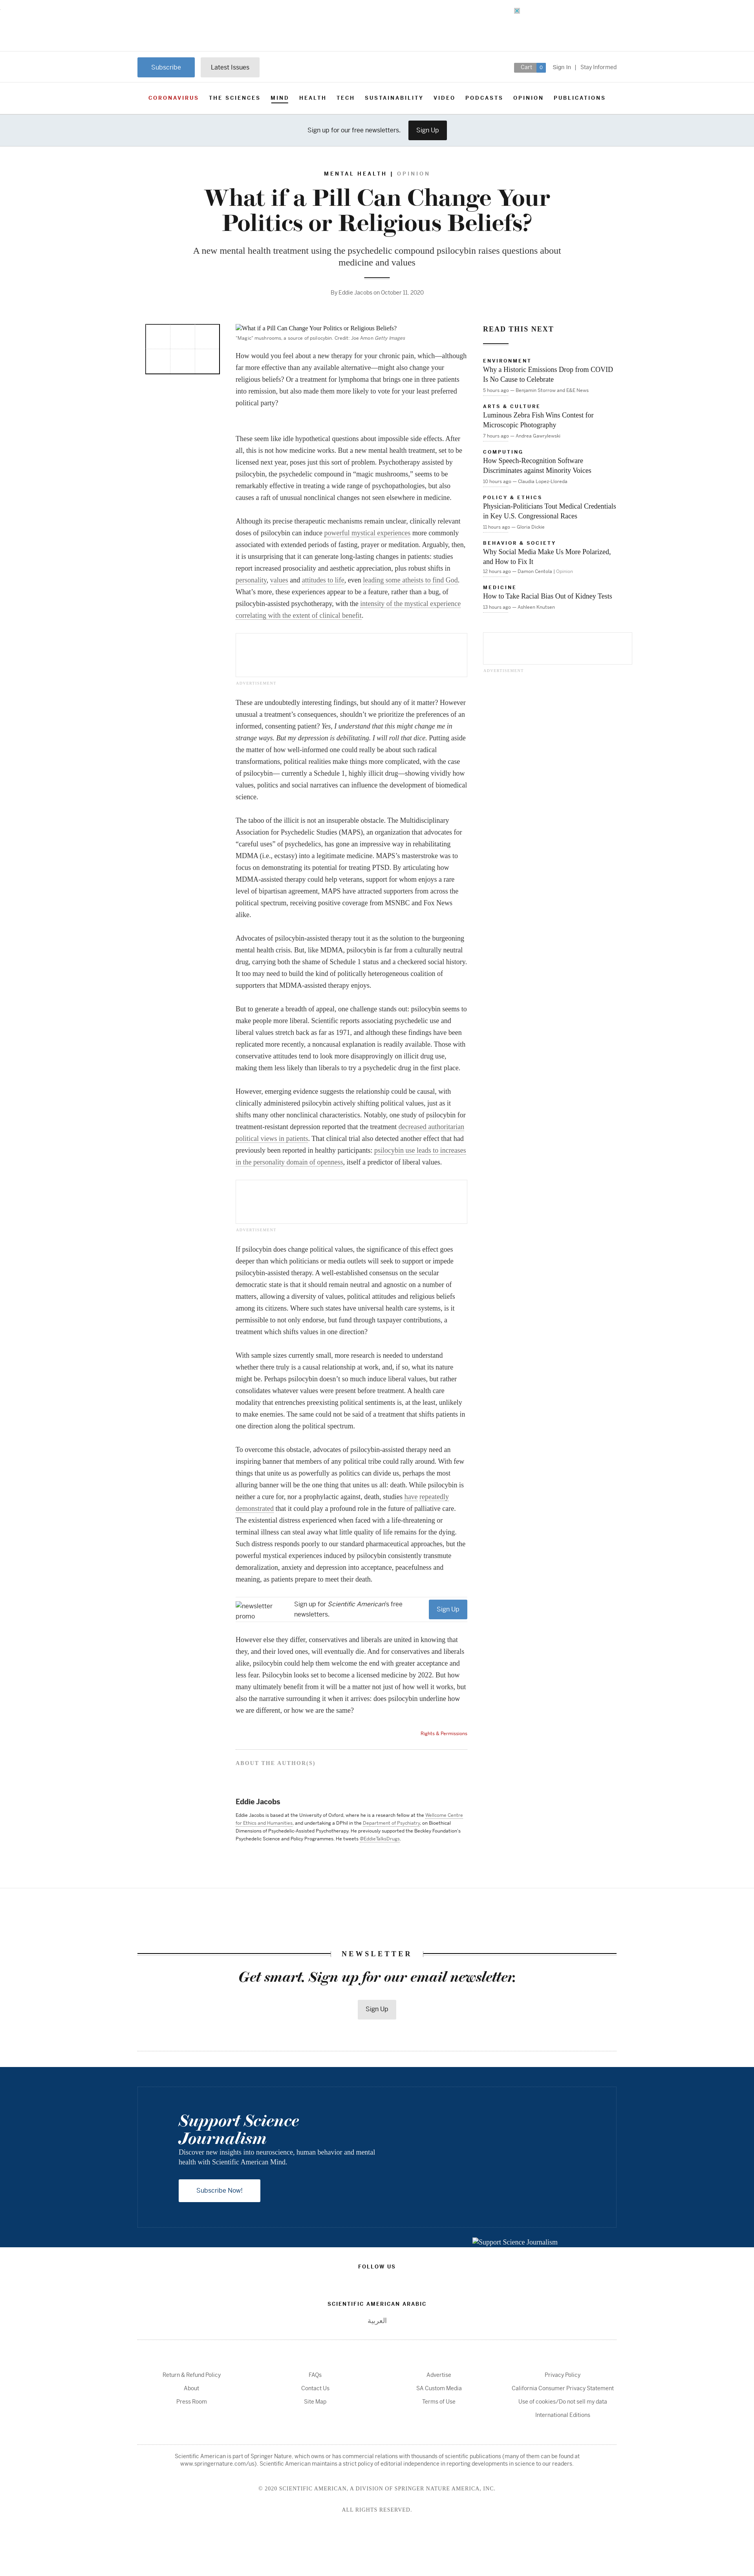 Subscribe
Latest Issues
Cart 0
Sign In | Stay Informed
CORONAVIRUS THE SCIENCES MIND HEALTH TECH SUSTAINABILITY VIDEO PODCASTS OPINION PUBLICATIONS
Sign up for our free newsletters. Sign Up
MENTAL HEALTH | OPINION
What if a Pill Can Change Your
Politics or Religious Beliefs?
A new mental health treatment using the psychedelic compound psilocybin raises questions about
medicine and values
By Eddie Jacobs on October 11, 2020
What if a Pill Can Change Your Politics or Religious Beliefs?
"Magic" mushrooms, a source of psilocybin. Credit: Joe Amon Getty Images
How would you feel about a new therapy for your chronic pain, which—although
far more effective than any available alternative—might also change your
religious beliefs? Or a treatment for lymphoma that brings one in three patients
into remission, but also made them more likely to vote for your least preferred
political party?
These seem like idle hypothetical questions about impossible side effects. After
all, this is not how medicine works. But a new mental health treatment, set to be
licensed next year, poses just this sort of problem. Psychotherapy assisted by
psilocybin, the psychedelic compound in “magic mushrooms,” seems to be
remarkably effective in treating a wide range of psychopathologies, but also
causes a raft of unusual nonclinical changes not seen elsewhere in medicine.
Although its precise therapeutic mechanisms remain unclear, clinically relevant
doses of psilocybin can induce powerful mystical experiences more commonly
associated with extended periods of fasting, prayer or meditation. Arguably, then,
it is unsurprising that it can generate long-lasting changes in patients: studies
report increased prosociality and aesthetic appreciation, plus robust shifts in
personality, values and attitudes to life, even leading some atheists to find God.
What’s more, these experiences appear to be a feature, rather than a bug, of
psilocybin-assisted psychotherapy, with the intensity of the mystical experience
correlating with the extent of clinical benefit.
ADVERTISEMENT
These are undoubtedly interesting findings, but should any of it matter? However
unusual a treatment’s consequences, shouldn’t we prioritize the preferences of an
informed, consenting patient? Yes, I understand that this might change me in
strange ways. But my depression is debilitating. I will roll that dice. Putting aside
the matter of how well-informed one could really be about such radical
transformations, political realities make things more complicated, with the case
of psilocybin— currently a Schedule 1, highly illicit drug—showing vividly how
values, politics and social narratives can influence the development of biomedical
science.
The taboo of the illicit is not an insuperable obstacle. The Multidisciplinary
Association for Psychedelic Studies (MAPS), an organization that advocates for
“careful uses” of psychedelics, has gone an impressive way in rehabilitating
MDMA (i.e., ecstasy) into a legitimate medicine. MAPS’s masterstroke was to
focus on demonstrating its potential for treating PTSD. By articulating how
MDMA-assisted therapy could help veterans, support for whom enjoys a rare
level of bipartisan agreement, MAPS have attracted supporters from across the
political spectrum, receiving positive coverage from MSNBC and Fox News
alike.
Advocates of psilocybin-assisted therapy tout it as the solution to the burgeoning
mental health crisis. But, like MDMA, psilocybin is far from a culturally neutral
drug, carrying both the shame of Schedule 1 status and a checkered social history.
It too may need to build the kind of politically heterogeneous coalition of
supporters that MDMA-assisted therapy enjoys.
But to generate a breadth of appeal, one challenge stands out: psilocybin seems to
make people more liberal. Scientific reports associating psychedelic use and
liberal values stretch back as far as 1971, and although these findings have been
replicated more recently, a noncausal explanation is readily available. Those with
conservative attitudes tend to look more disapprovingly on illicit drug use,
making them less likely than liberals to try a psychedelic drug in the first place.
However, emerging evidence suggests the relationship could be causal, with
clinically administered psilocybin actively shifting political values, just as it
shifts many other nonclinical characteristics. Notably, one study of psilocybin for
treatment-resistant depression reported that the treatment decreased authoritarian
political views in patients. That clinical trial also detected another effect that had
previously been reported in healthy participants: psilocybin use leads to increases
in the personality domain of openness, itself a predictor of liberal values.
ADVERTISEMENT
If psilocybin does change political values, the significance of this effect goes
deeper than which politicians or media outlets will seek to support or impede
psilocybin-assisted therapy. A well-established consensus on the secular
democratic state is that it should remain neutral and agnostic on a number of
matters, allowing a diversity of values, political attitudes and religious beliefs
among its citizens. Where such states have universal health care systems, is it
permissible to not only endorse, but fund through taxpayer contributions, a
treatment which shifts values in one direction?
With sample sizes currently small, more research is needed to understand
whether there truly is a causal relationship at work, and, if so, what its nature
might be. Perhaps psilocybin doesn’t so much induce liberal values, but rather
consolidates whatever values were present before treatment. A health care
modality that entrenches preexisting political sentiments is, at the least, unlikely
to make enemies. The same could not be said of a treatment that shifts patients in
one direction along the political spectrum.
To overcome this obstacle, advocates of psilocybin-assisted therapy need an
inspiring banner that members of any political tribe could rally around. With few
things that unite us as powerfully as politics can divide us, perhaps the most
alluring banner will be the one thing that unites us all: death. While psilocybin is
neither a cure for, nor a prophylactic against, death, studies have repeatedly
demonstrated that it could play a profound role in the future of palliative care.
The existential distress experienced when faced with a life-threatening or
terminal illness can steal away what little quality of life remains for the dying.
Such distress responds poorly to our standard pharmaceutical approaches, but the
powerful mystical experiences induced by psilocybin consistently transmute
demoralization, anxiety and depression into acceptance, peacefulness and
meaning, as patients prepare to meet their death.
newsletter promo
Sign up for Scientific American’s free newsletters.
Sign Up
However else they differ, conservatives and liberals are united in knowing that
they, and their loved ones, will eventually die. And for conservatives and liberals
alike, psilocybin could help them welcome the end with greater acceptance and
less fear. Psilocybin looks set to become a licensed medicine by 2022. But how
many ultimately benefit from it will be a matter not just of how well it works, but
also the narrative surrounding it when it arrives: does psilocybin underline how
we are different, or how we are the same?
Rights & Permissions
ABOUT THE AUTHOR(S)
Eddie Jacobs
Eddie Jacobs is based at the University of Oxford, where he is a research fellow at the Wellcome Centre
for Ethics and Humanities, and undertaking a DPhil in the Department of Psychiatry, on Bioethical
Dimensions of Psychedelic-Assisted Psychotherapy. He previously supported the Beckley Foundation's
Psychedelic Science and Policy Programmes. He tweets @EddieTalksDrugs.
READ THIS NEXT
ENVIRONMENT
Why a Historic Emissions Drop from COVID
Is No Cause to Celebrate
5 hours ago — Benjamin Storrow and E&E News
ARTS & CULTURE
Luminous Zebra Fish Wins Contest for
Microscopic Photography
7 hours ago — Andrea Gawrylewski
COMPUTING
How Speech-Recognition Software
Discriminates against Minority Voices
10 hours ago — Claudia Lopez-Lloreda
POLICY & ETHICS
Physician-Politicians Tout Medical Credentials
in Key U.S. Congressional Races
11 hours ago — Gloria Dickie
BEHAVIOR & SOCIETY
Why Social Media Make Us More Polarized,
and How to Fix It
12 hours ago — Damon Centola | Opinion
MEDICINE
How to Take Racial Bias Out of Kidney Tests
13 hours ago — Ashleen Knutsen
ADVERTISEMENT
NEWSLETTER
Get smart. Sign up for our email newsletter.
Sign Up
Support Science
Journalism
Discover new insights into neuroscience, human behavior and mental
health with Scientific American Mind.
Subscribe Now!
Support Science Journalism
FOLLOW US
SCIENTIFIC AMERICAN ARABIC
العربية
Return & Refund Policy
About
Press Room
FAQs
Contact Us
Site Map
Advertise
SA Custom Media
Terms of Use
Privacy Policy
California Consumer Privacy Statement
Use of cookies/Do not sell my data
International Editions
Scientific American is part of Springer Nature, which owns or has commercial relations with thousands of scientific publications (many of them can be found at
www.springernature.com/us). Scientific American maintains a strict policy of editorial independence in reporting developments in science to our readers.
© 2020 SCIENTIFIC AMERICAN, A DIVISION OF SPRINGER NATURE AMERICA, INC.
ALL RIGHTS RESERVED.